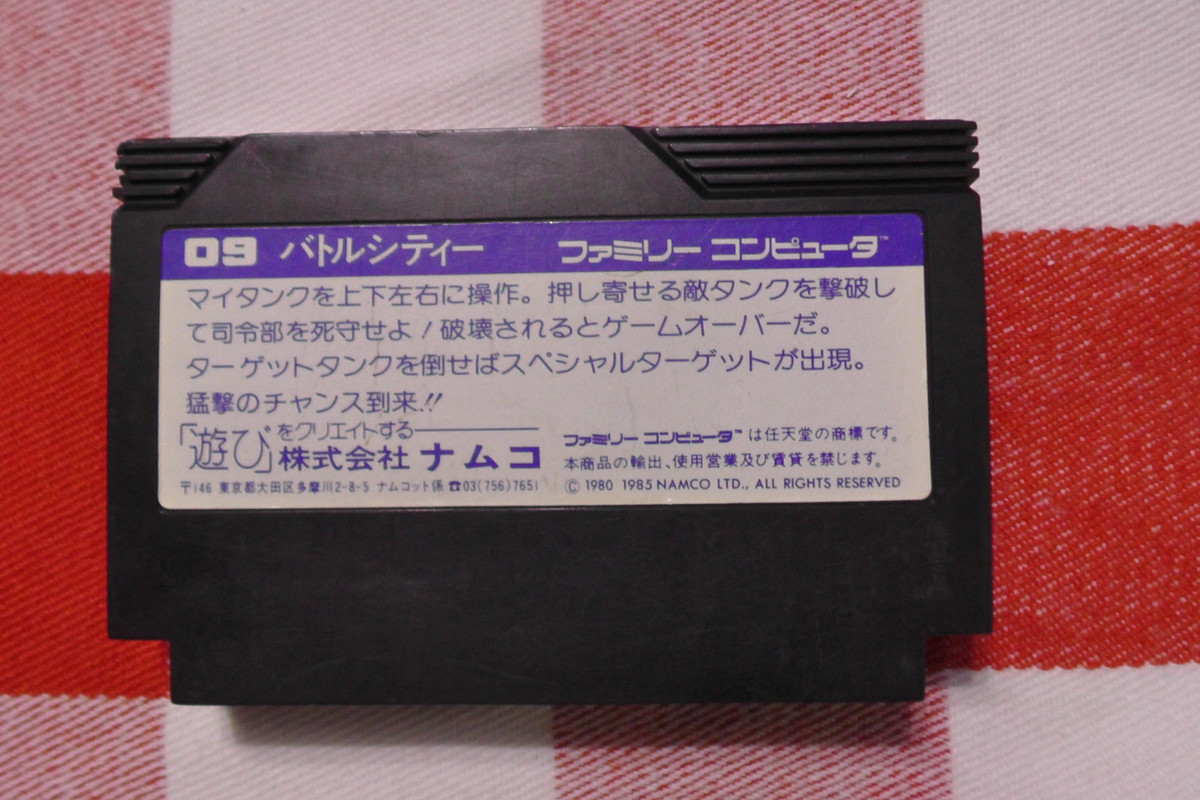 09 バトルシティー ファミリー コンピュータ™
マイタンクを上下左右に操作。押し寄せる敵タンクを撃破し
て司令部を死守せよ!破壊されるとゲームオーバーだ。
ターゲットタンクを倒せばスペシャルターゲットが出現。
猛撃のチャンス到来!!
「遊び」をクリエイトする
株式会社 ナムコ
〒146 東京都大田区多摩川2-8-5 ナムコット係 ☎03(756)7651
ファミリー コンピュータ™ は任天堂の商標です。
本商品の輸出、使用営業及び賃貸を禁じます。
© 1980 1985 NAMCO LTD., ALL RIGHTS RESERVED